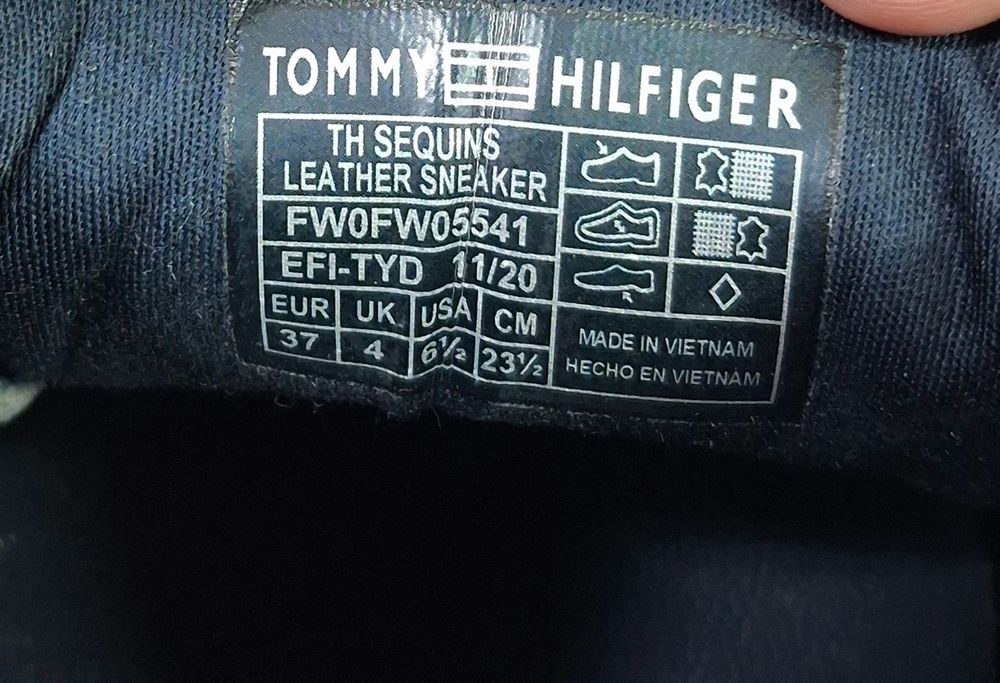 TOMMY HILFIGER
TH SEQUINS
LEATHER SNEAKER
FW0FW05541
EFI-TYD 11/20
EUR UK USA CM
37 4 6½ 23½
MADE IN VIETNAM
HECHO EN VIETNAM